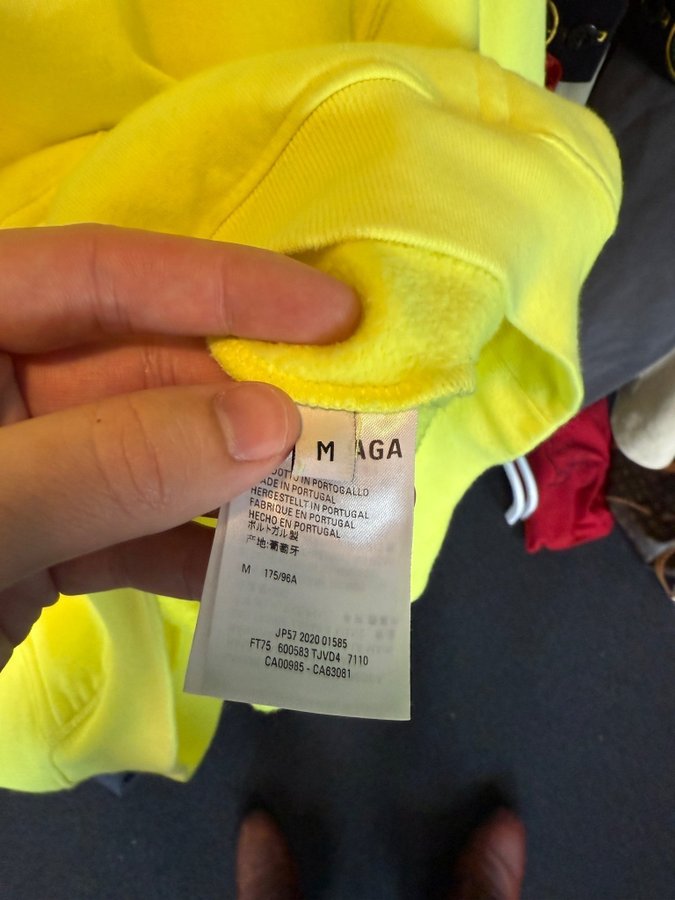 M AGA
DOTTO IN PORTOGALLO
MADE IN PORTUGAL
HERGESTELLT IN PORTUGAL
FABRIQUE EN PORTUGAL
HECHO EN PORTUGAL
ポルトガル製
产地:葡萄牙
M 175/96A
JP57 2020 01585
FT75 600583 TJVD4 7110
CA00985 - CA63081